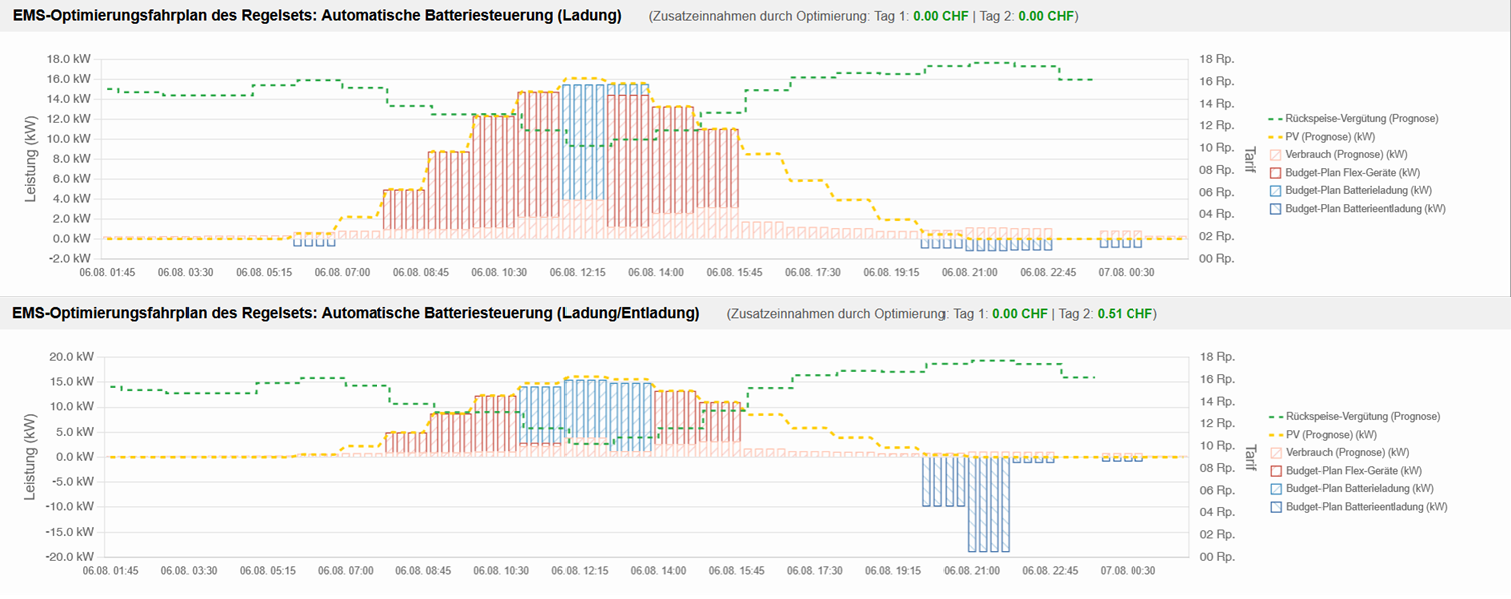 EMS-Optimierungsfahrplan des Regelsets: Automatische Batteriesteuerung (Ladung) (Zusatzeinnahmen durch Optimierung: Tag 1: 0.00 CHF | Tag 2: 0.00 CHF)
18.0 kW
16.0 kW
14.0 kW
12.0 kW
10.0 kW
8.0 kW
6.0 kW
4.0 kW
2.0 kW
0.0 kW
-2.0 kW
Leistung (kW)
18 Rp.
16 Rp.
14 Rp.
12 Rp.
10 Rp.
08 Rp.
06 Rp.
04 Rp.
02 Rp.
00 Rp.
Tarif
06.08. 01:45 06.08. 03:30 06.08. 05:15 06.08. 07:00 06.08. 08:45 06.08. 10:30 06.08. 12:15 06.08. 14:00 06.08. 15:45 06.08. 17:30 06.08. 19:15 06.08. 21:00 06.08. 22:45 07.08. 00:30
Rückspeise-Vergütung (Prognose)
PV (Prognose) (kW)
Verbrauch (Prognose) (kW)
Budget-Plan Flex-Geräte (kW)
Budget-Plan Batterieladung (kW)
Budget-Plan Batterieentladung (kW)
EMS-Optimierungsfahrplan des Regelsets: Automatische Batteriesteuerung (Ladung/Entladung) (Zusatzeinnahmen durch Optimierung: Tag 1: 0.00 CHF | Tag 2: 0.51 CHF)
20.0 kW
15.0 kW
10.0 kW
5.0 kW
0.0 kW
-5.0 kW
-10.0 kW
-15.0 kW
-20.0 kW
Leistung (kW)
18 Rp.
16 Rp.
14 Rp.
12 Rp.
10 Rp.
08 Rp.
06 Rp.
04 Rp.
02 Rp.
00 Rp.
Tarif
06.08. 01:45 06.08. 03:30 06.08. 05:15 06.08. 07:00 06.08. 08:45 06.08. 10:30 06.08. 12:15 06.08. 14:00 06.08. 15:45 06.08. 17:30 06.08. 19:15 06.08. 21:00 06.08. 22:45 07.08. 00:30
Rückspeise-Vergütung (Prognose)
PV (Prognose) (kW)
Verbrauch (Prognose) (kW)
Budget-Plan Flex-Geräte (kW)
Budget-Plan Batterieladung (kW)
Budget-Plan Batterieentladung (kW)